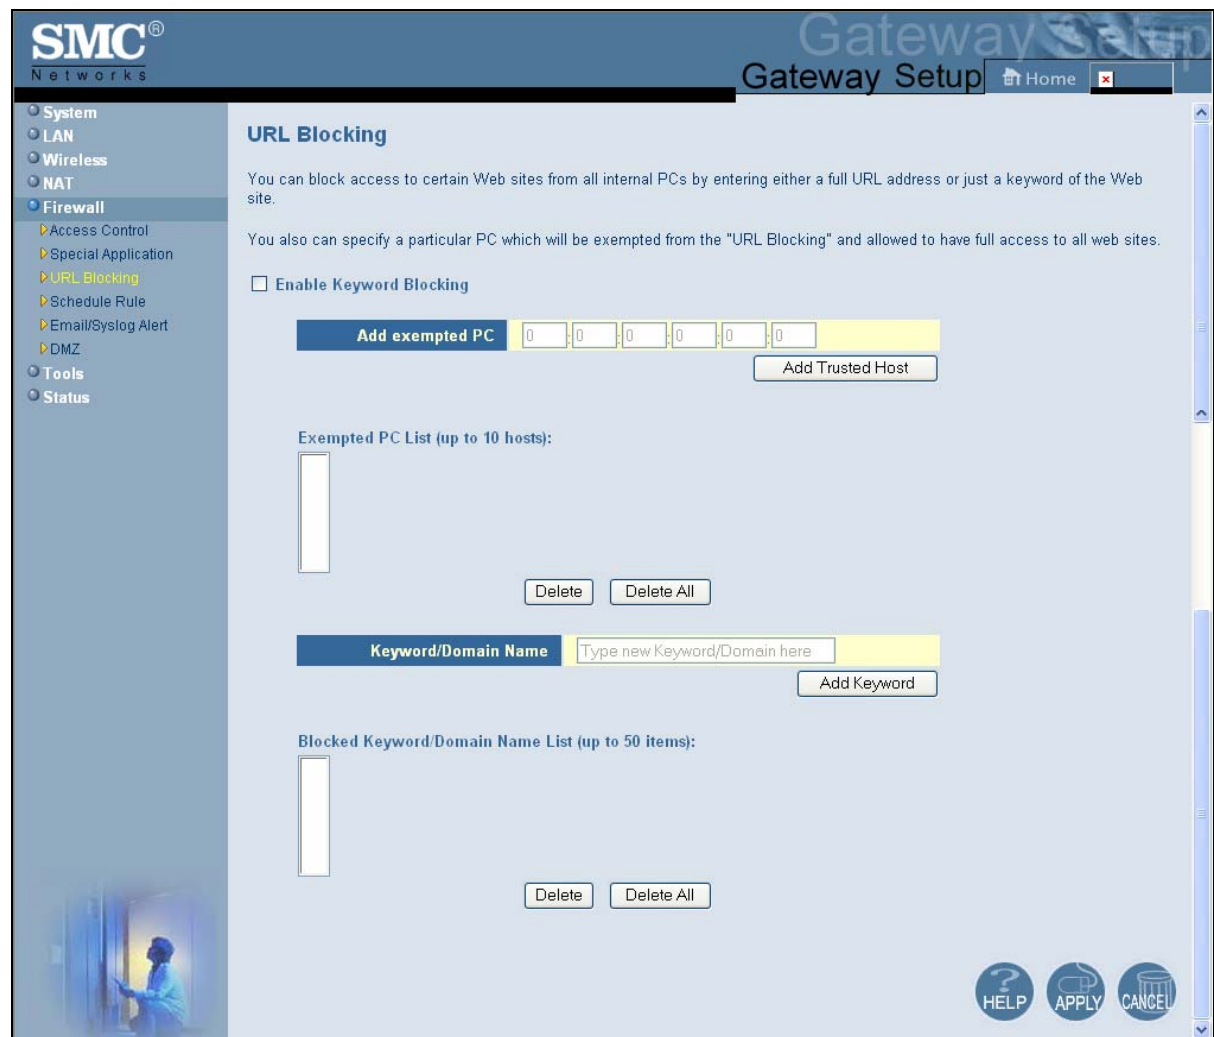 SMC®
Networks
Gateway Setup
Gateway Setup
Home
System
LAN
Wireless
NAT
Firewall
Access Control
Special Application
URL Blocking
Schedule Rule
Email/Syslog Alert
DMZ
Tools
Status
URL Blocking
You can block access to certain Web sites from all internal PCs by entering either a full URL address or just a keyword of the Web
site.
You also can specify a particular PC which will be exempted from the "URL Blocking" and allowed to have full access to all web sites.
Enable Keyword Blocking
Add exempted PC 0 :0 :0 :0 :0 :0
Add Trusted Host
Exempted PC List (up to 10 hosts):
Delete Delete All
Keyword/Domain Name Type new Keyword/Domain here
Add Keyword
Blocked Keyword/Domain Name List (up to 50 items):
Delete Delete All
HELP APPLY CANCEL